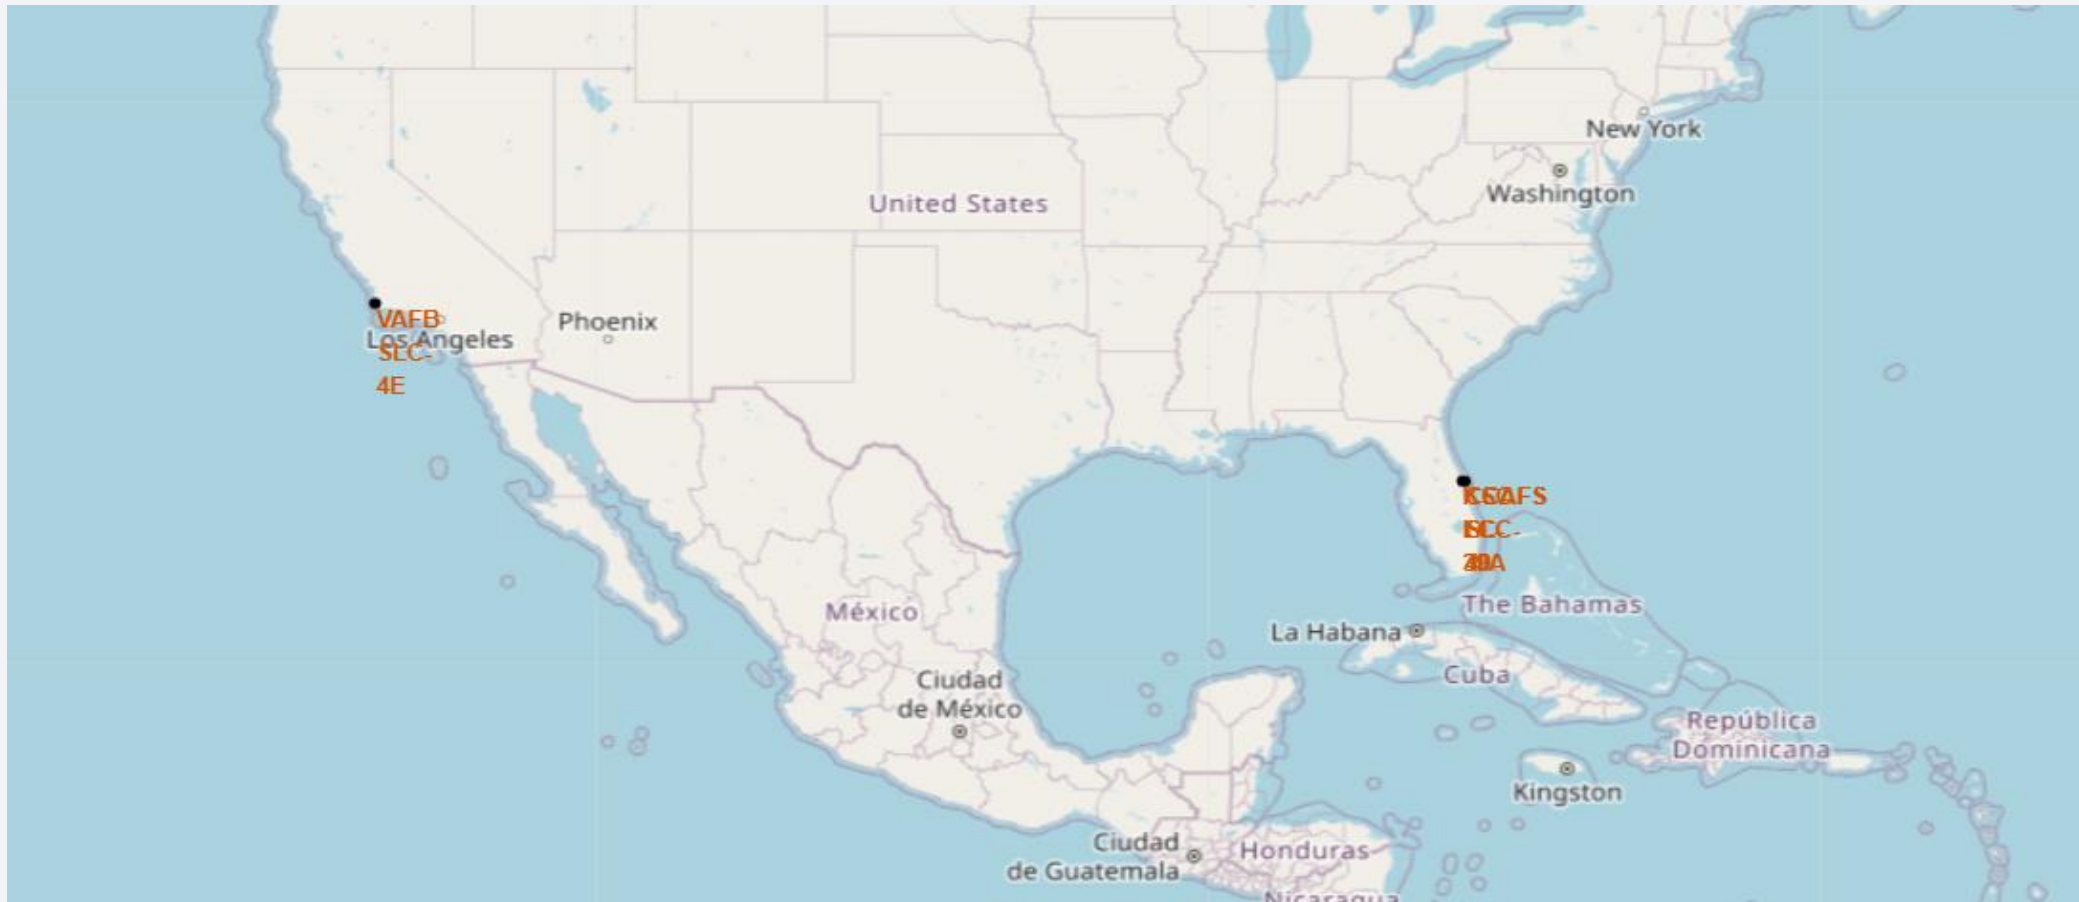 New York
Washington
United States
VAFB
SLC-
4E
Los Angeles
Phoenix
The Bahamas
México
La Habana
Cuba
Ciudad
de México
República
Dominicana
Kingston
Ciudad
de Guatemala
Honduras
Nicaragua